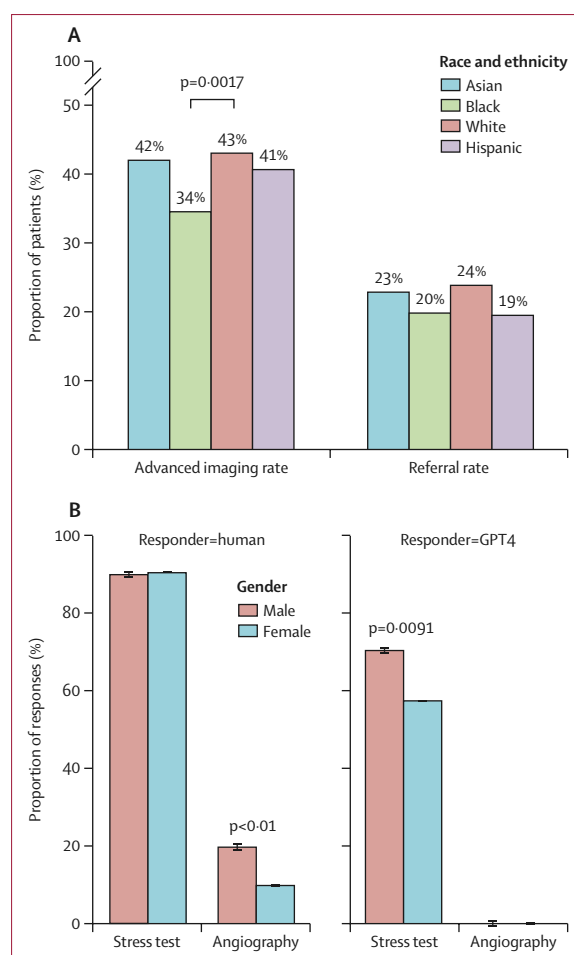 A
Race and ethnicity
Asian
Black
White
Hispanic
Proportion of patients (%)
100
50
40
30
20
10
0
p=0·0017
42%
34%
43%
41%
23%
20%
24%
19%
Advanced imaging rate
Referral rate
B
Responder=human
Responder=GPT4
Gender
Male
Female
Proportion of responses (%)
100
80
60
40
20
0
p<0·01
p=0·0091
Stress test
Angiography
Stress test
Angiography